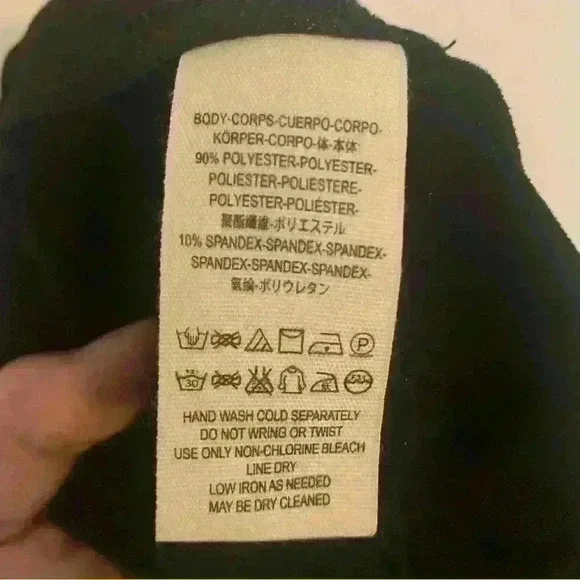 BODY-CORPS-CUERPO-CORPO-
KÖRPER-CORPO-体-本体
90% POLYESTER-POLYESTER-
POLIESTER-POLIESTERE-
POLYESTER-POLIÉSTER-
聚酯纖維-ポリエステル
10% SPANDEX-SPANDEX-SPANDEX-
SPANDEX-SPANDEX-SPANDEX-
氨綸-ポリウレタン
P
30
HAND WASH COLD SEPARATELY
DO NOT WRING OR TWIST
USE ONLY NON-CHLORINE BLEACH
LINE DRY
LOW IRON AS NEEDED
MAY BE DRY CLEANED